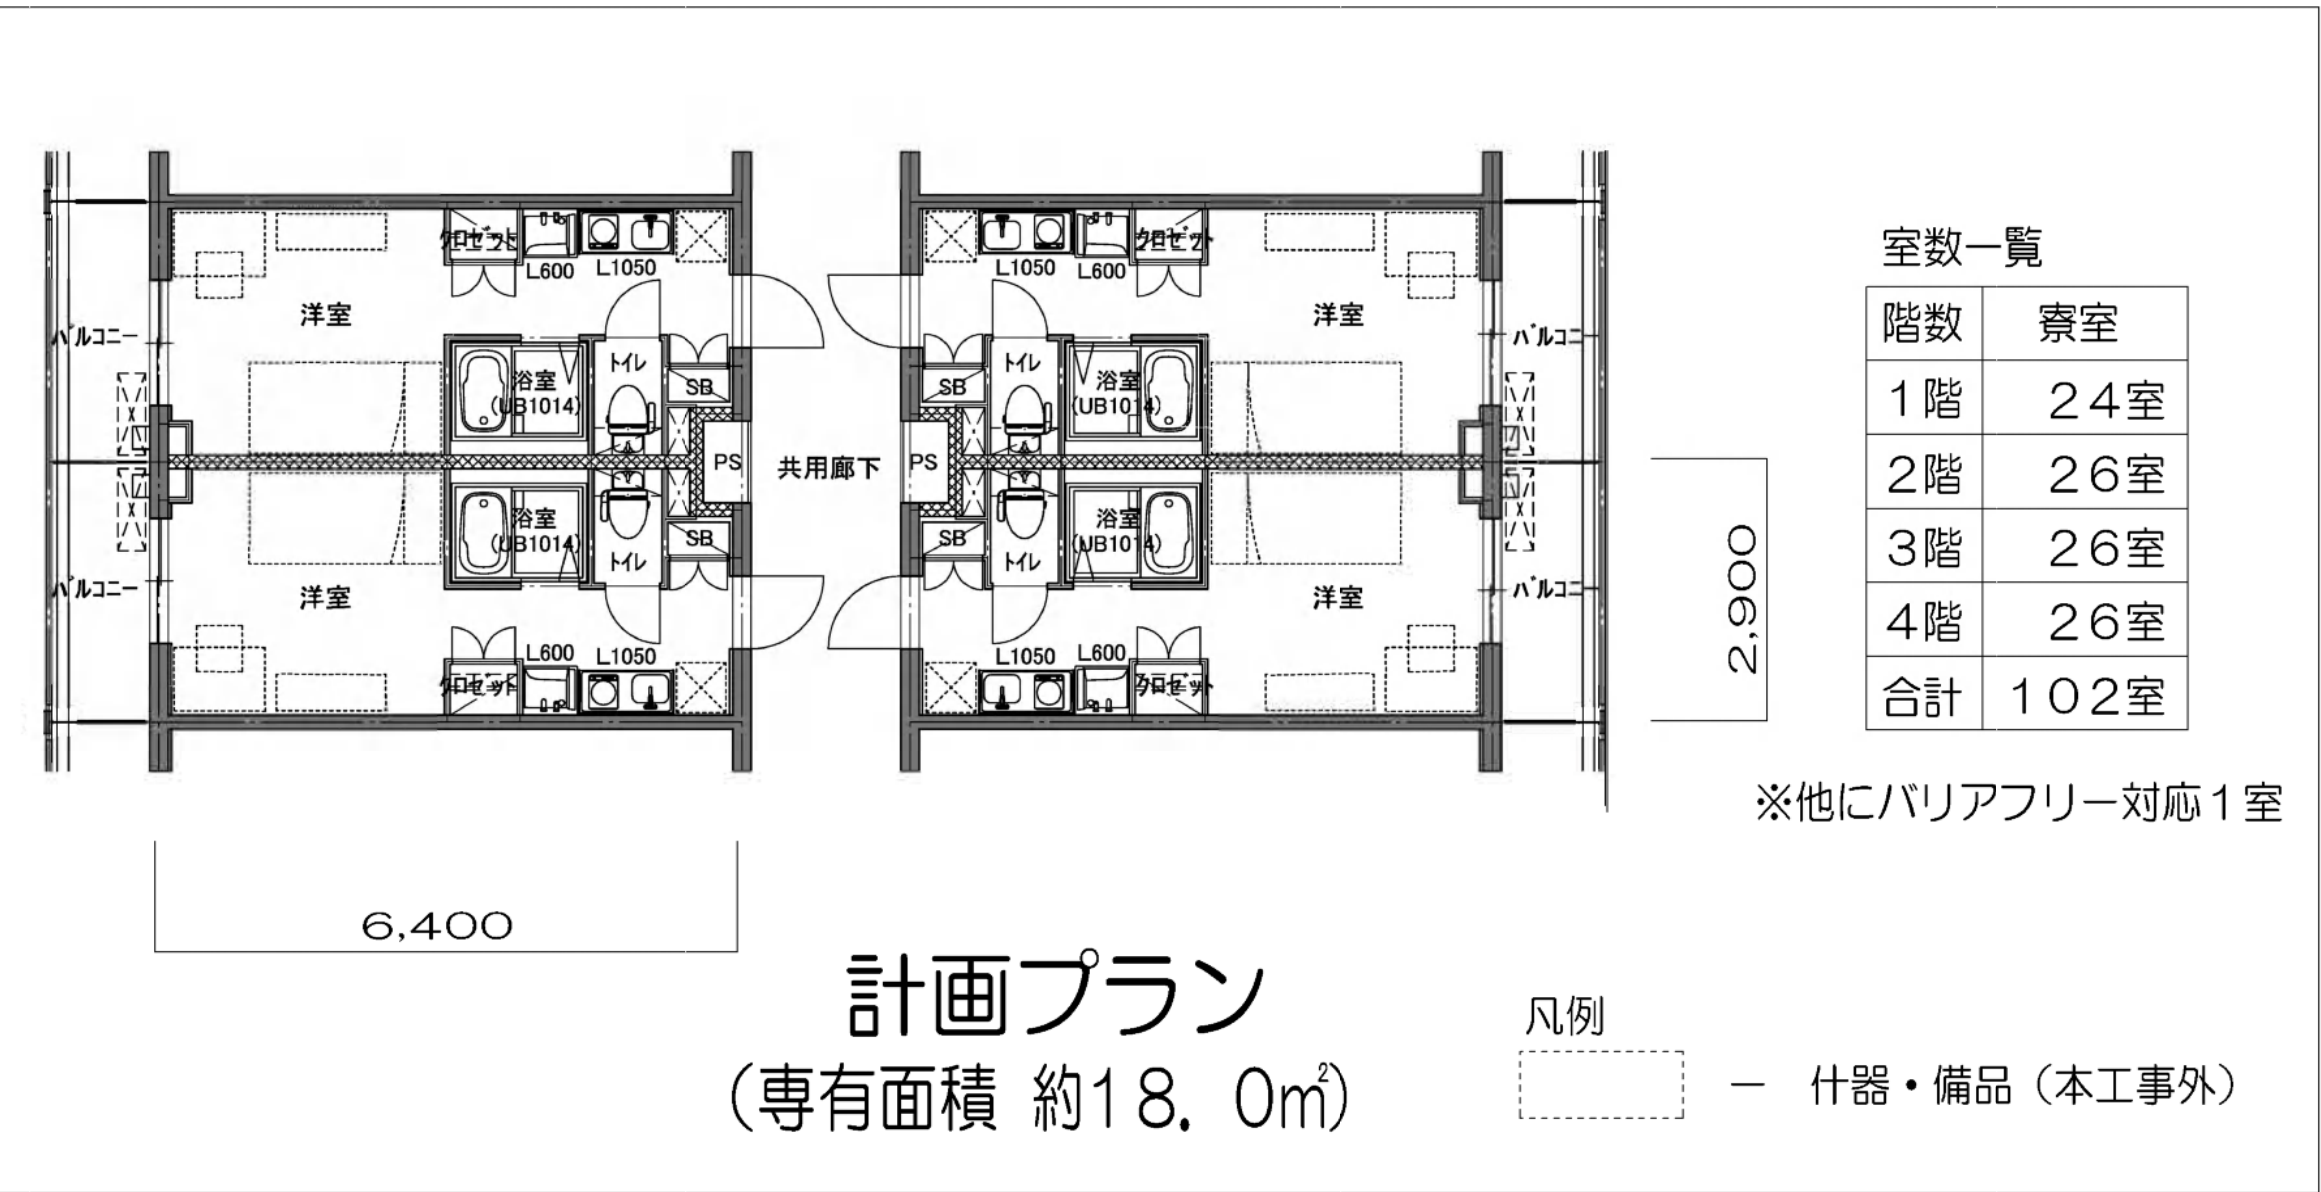 クローゼット
L600
L1050
L1050
L600
クローゼット
洋室
洋室
バルコニー
バルコニ
トイレ
浴室
(UB1014)
SB
SB
トイレ
浴室
(UB1014)
PS
共用廊下
PS
浴室
(UB1014)
トイレ
SB
SB
トイレ
浴室
(UB1014)
バルコニー
バルコニ
洋室
洋室
クローゼット
L600
L1050
L1050
L600
クローゼット
2,900
6,400
室数一覧
階数 寮室
1階 24室
2階 26室
3階 26室
4階 26室
合計 102室
※他にバリアフリー対応1室
計画プラン
(専有面積 約18.0㎡)
凡例
― 什器・備品(本工事外)